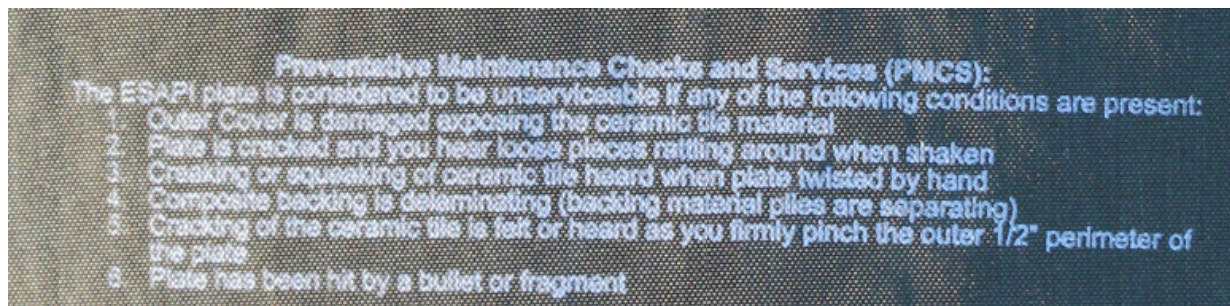 Preventative Maintenance Checks and Services (PMCS):
The ESAPI plate is considered to be unserviceable if any of the following conditions are present:
1. Outer Cover is damaged exposing the ceramic tile material
2. Plate is cracked and you hear loose pieces rattling around when shaken
3. Creaking or squeaking of ceramic tile heard when plate twisted by hand
4. Composite backing is delaminating (backing material plies are separating)
5. Cracking of the ceramic tile is felt or heard as you firmly pinch the outer 1/2" perimeter of
the plate
6. Plate has been hit by a bullet or fragment